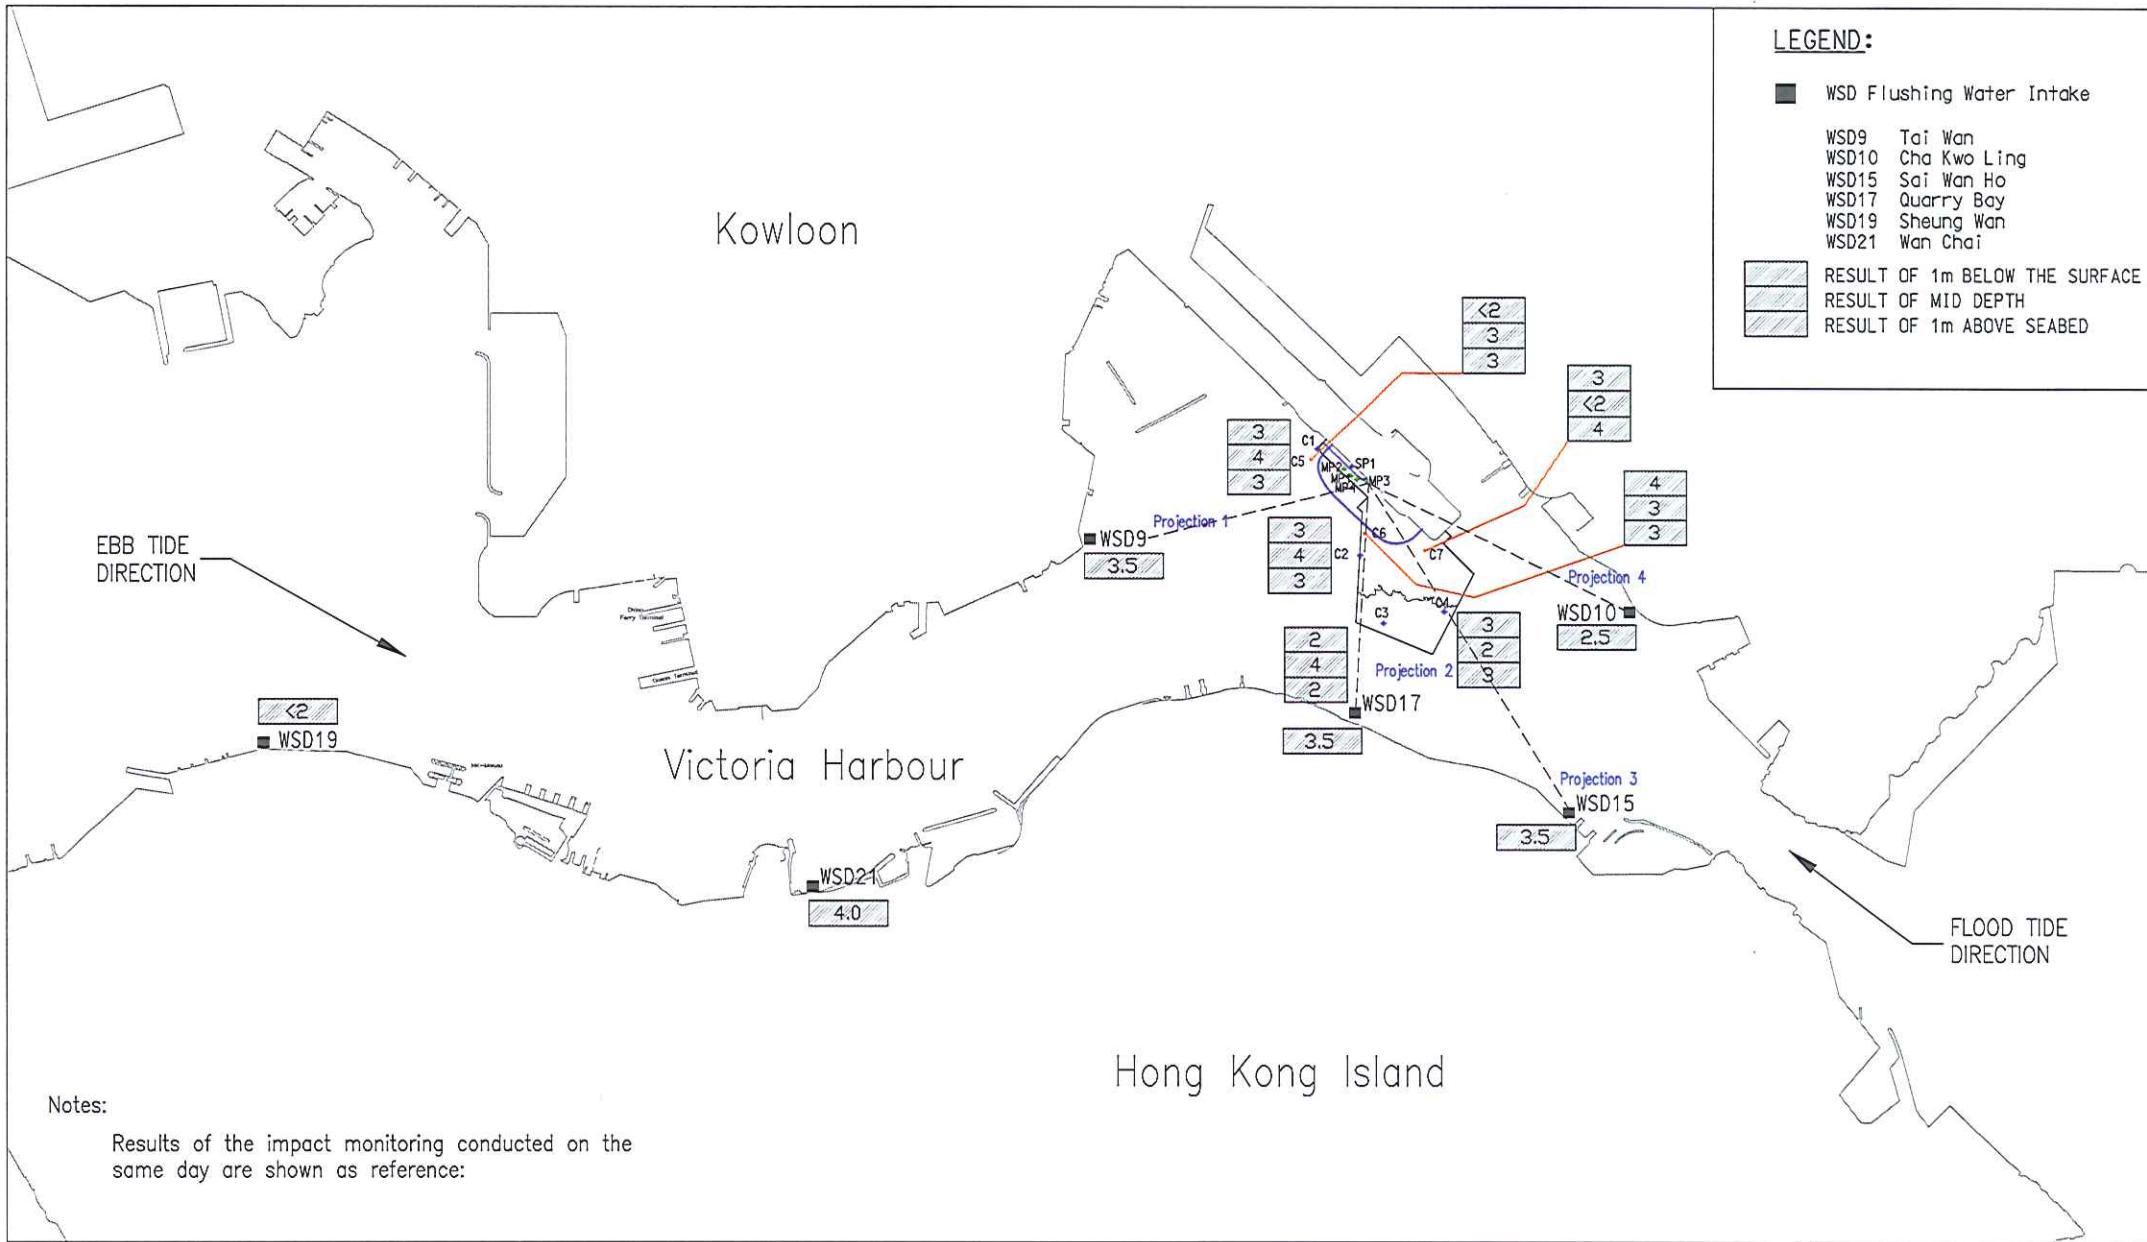 LEGEND:
WSD Flushing Water Intake
WSD9 Tai Wan
WSD10 Cha Kwo Ling
WSD15 Sai Wan Ho
WSD17 Quarry Bay
WSD19 Sheung Wan
WSD21 Wan Chai
RESULT OF 1m BELOW THE SURFACE
RESULT OF MID DEPTH
RESULT OF 1m ABOVE SEABED
Kowloon
<2
3
3
3
<2
4
3
4
3
C1
C5
SP1
MP2
MP3
4
3
3
Projection 1
WSD9
3.5
3
4
3
C6
C2
C7
EBB TIDE
DIRECTION
Projection 4
WSD10
2.5
C4
C3
Ferry Terminal
Ocean Terminal
2
4
2
3
2
3
Projection 2
WSD17
3.5
<2
WSD19
Victoria Harbour
Projection 3
WSD15
3.5
WSD21
4.0
FLOOD TIDE
DIRECTION
Hong Kong Island
Notes:
Results of the impact monitoring conducted on the
same day are shown as reference: